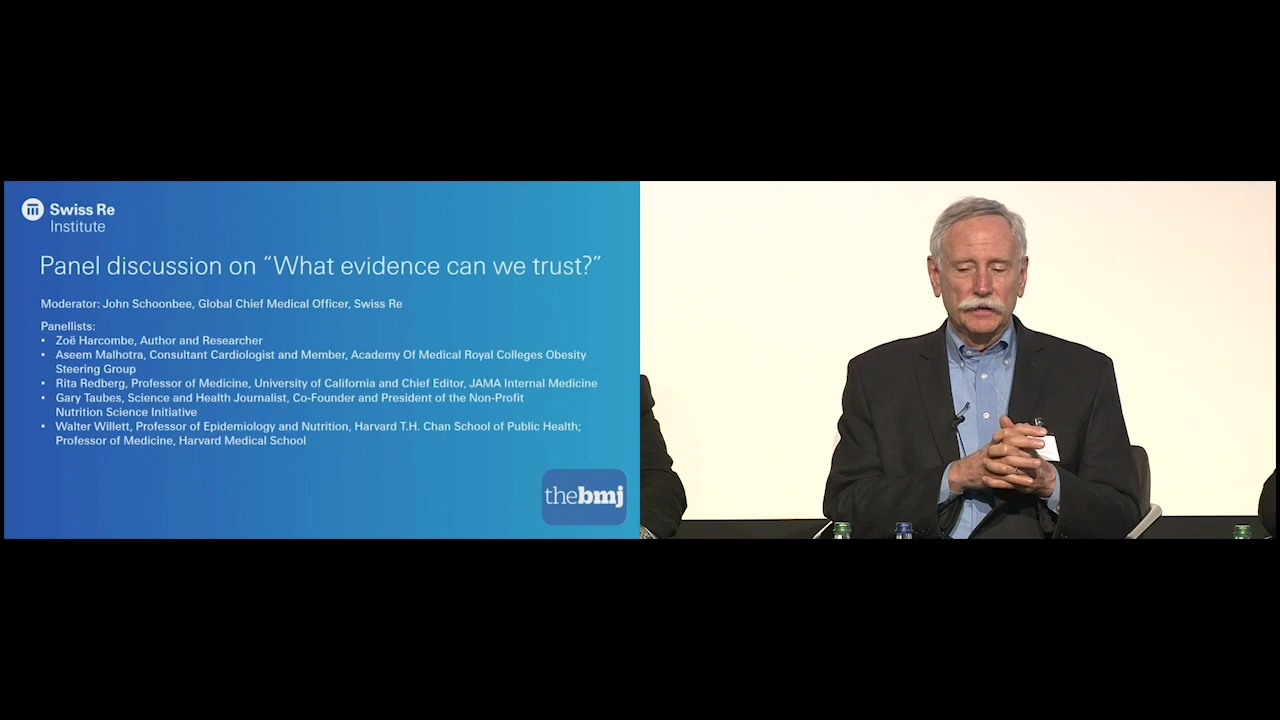 Swiss Re
Institute
Panel discussion on “What evidence can we trust?”
Moderator: John Schoonbee, Global Chief Medical Officer, Swiss Re
Panellists:
• Zoë Harcombe, Author and Researcher
• Aseem Malhotra, Consultant Cardiologist and Member, Academy Of Medical Royal Colleges Obesity
Steering Group
• Rita Redberg, Professor of Medicine, University of California and Chief Editor, JAMA Internal Medicine
• Gary Taubes, Science and Health Journalist, Co-Founder and President of the Non-Profit
Nutrition Science Initiative
• Walter Willett, Professor of Epidemiology and Nutrition, Harvard T.H. Chan School of Public Health;
Professor of Medicine, Harvard Medical School
thebmj